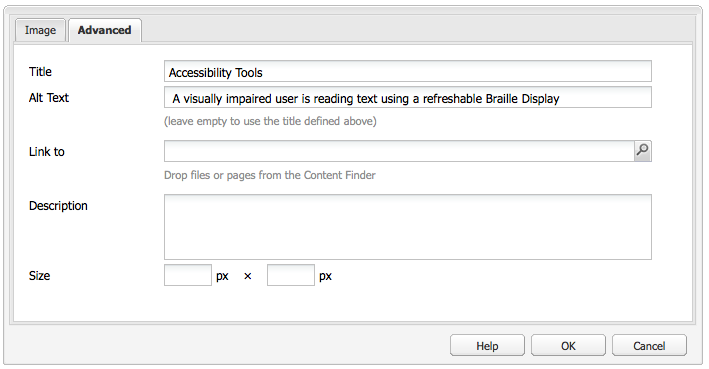 Image Advanced
Title Accessibility Tools
Alt Text A visually impaired user is reading text using a refreshable Braille Display
(leave empty to use the title defined above)
Link to
Drop files or pages from the Content Finder
Description
Size px × px
Help OK Cancel